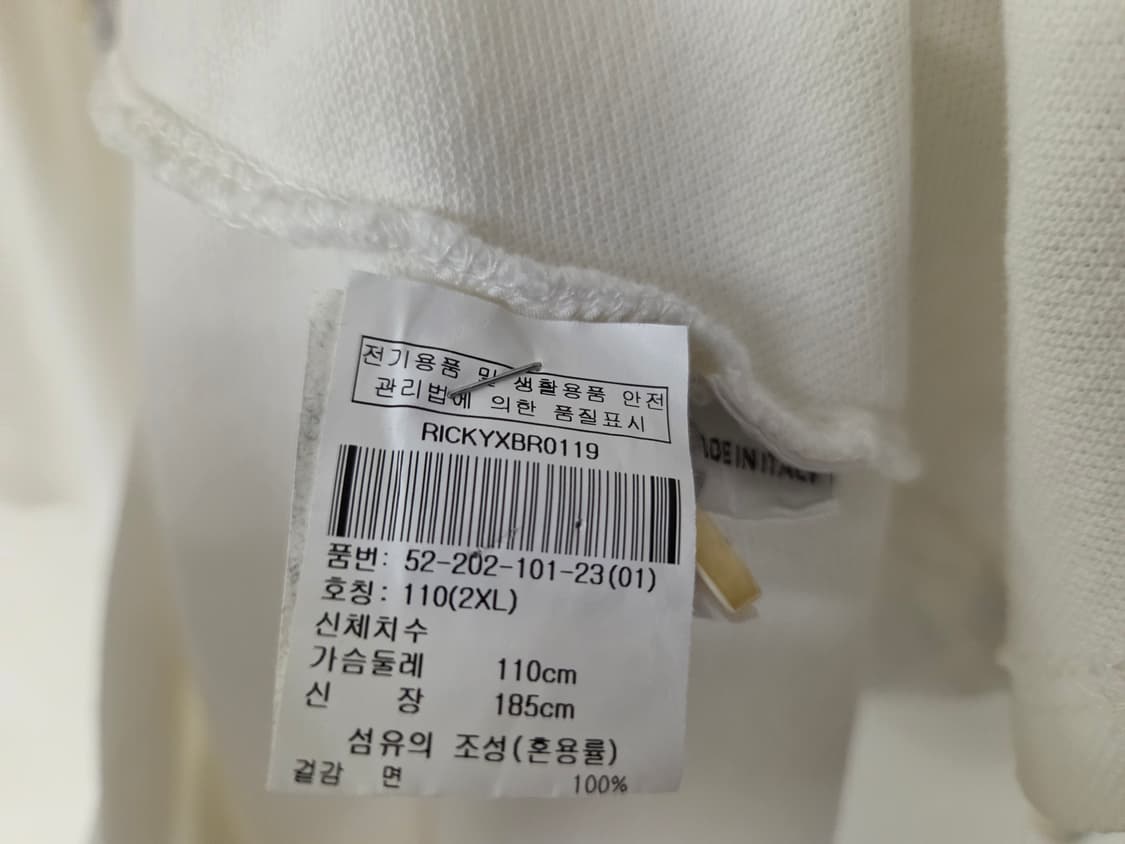 전기용품 및 생활용품 안전
관리법에 의한 품질표시
RICKYXBR0119
품번: 52-202-101-23(01)
호칭: 110(2XL)
신체치수
가슴둘레 110cm
신 장 185cm
섬유의 조성(혼용률)
겉감 면 100%
MADE IN ITALY